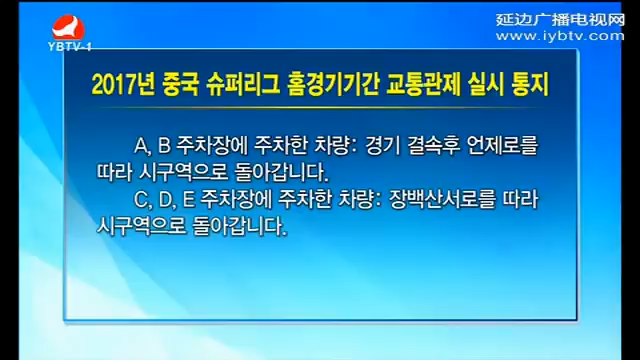 延边广播电视网
www.iybtv.com
YBTV-1
2017년 중국 슈퍼리그 홈경기기간 교통관제 실시 통지
A, B 주차장에 주차한 차량: 경기 결속후 언제로를
따라 시구역으로 돌아갑니다.
C, D, E 주차장에 주차한 차량: 장백산서로를 따라
시구역으로 돌아갑니다.